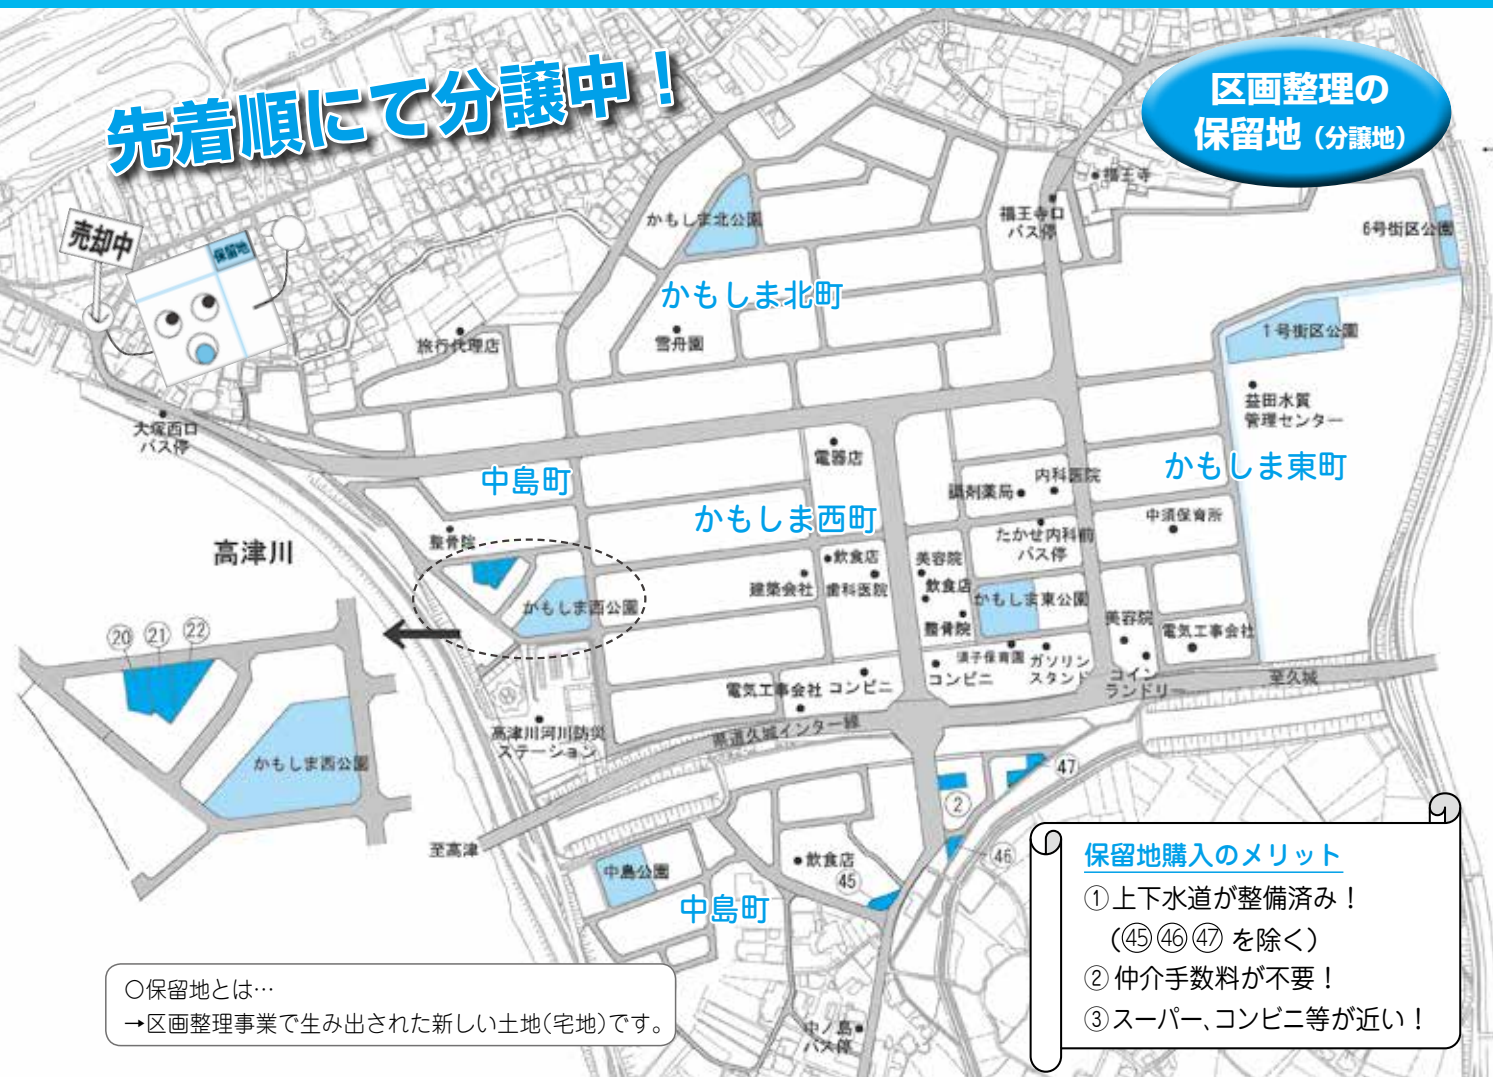 先着順にて分譲中！
区画整理の
保留地（分譲地）
売却中
保留地
かもしま北公園
福王寺
福王寺口
バス停
6号街区公園
かもしま北町
旅行代理店
雪舟園
1号街区公園
益田水質
管理センター
大塚西口
バス停
中島町
電器店
かもしま西町
かもしま東町
内科医院
調剤薬局
たかせ内科前
バス停
中須保育所
高津川
整骨院
飲食店
建築会社
歯科医院
美容院
飲食店
整骨院
かもしま東公園
かもしま西公園
美容院
電気工事会社
須子保育園
ガソリン
スタンド
コンビニ
コイン
ランドリー
至久城
電気工事会社
コンビニ
県道久城インター線
高津川河川防災
ステーション
⑳
㉑
㉒
かもしま西公園
至高津
②
㊼
㊻
㊺
飲食店
中島公園
中島町
中ノ島
バス停
保留地購入のメリット
①上下水道が整備済み！
（㊺㊻㊼を除く）
②仲介手数料が不要！
③スーパー、コンビニ等が近い！
○保留地とは…
→区画整理事業で生み出された新しい土地(宅地)です。